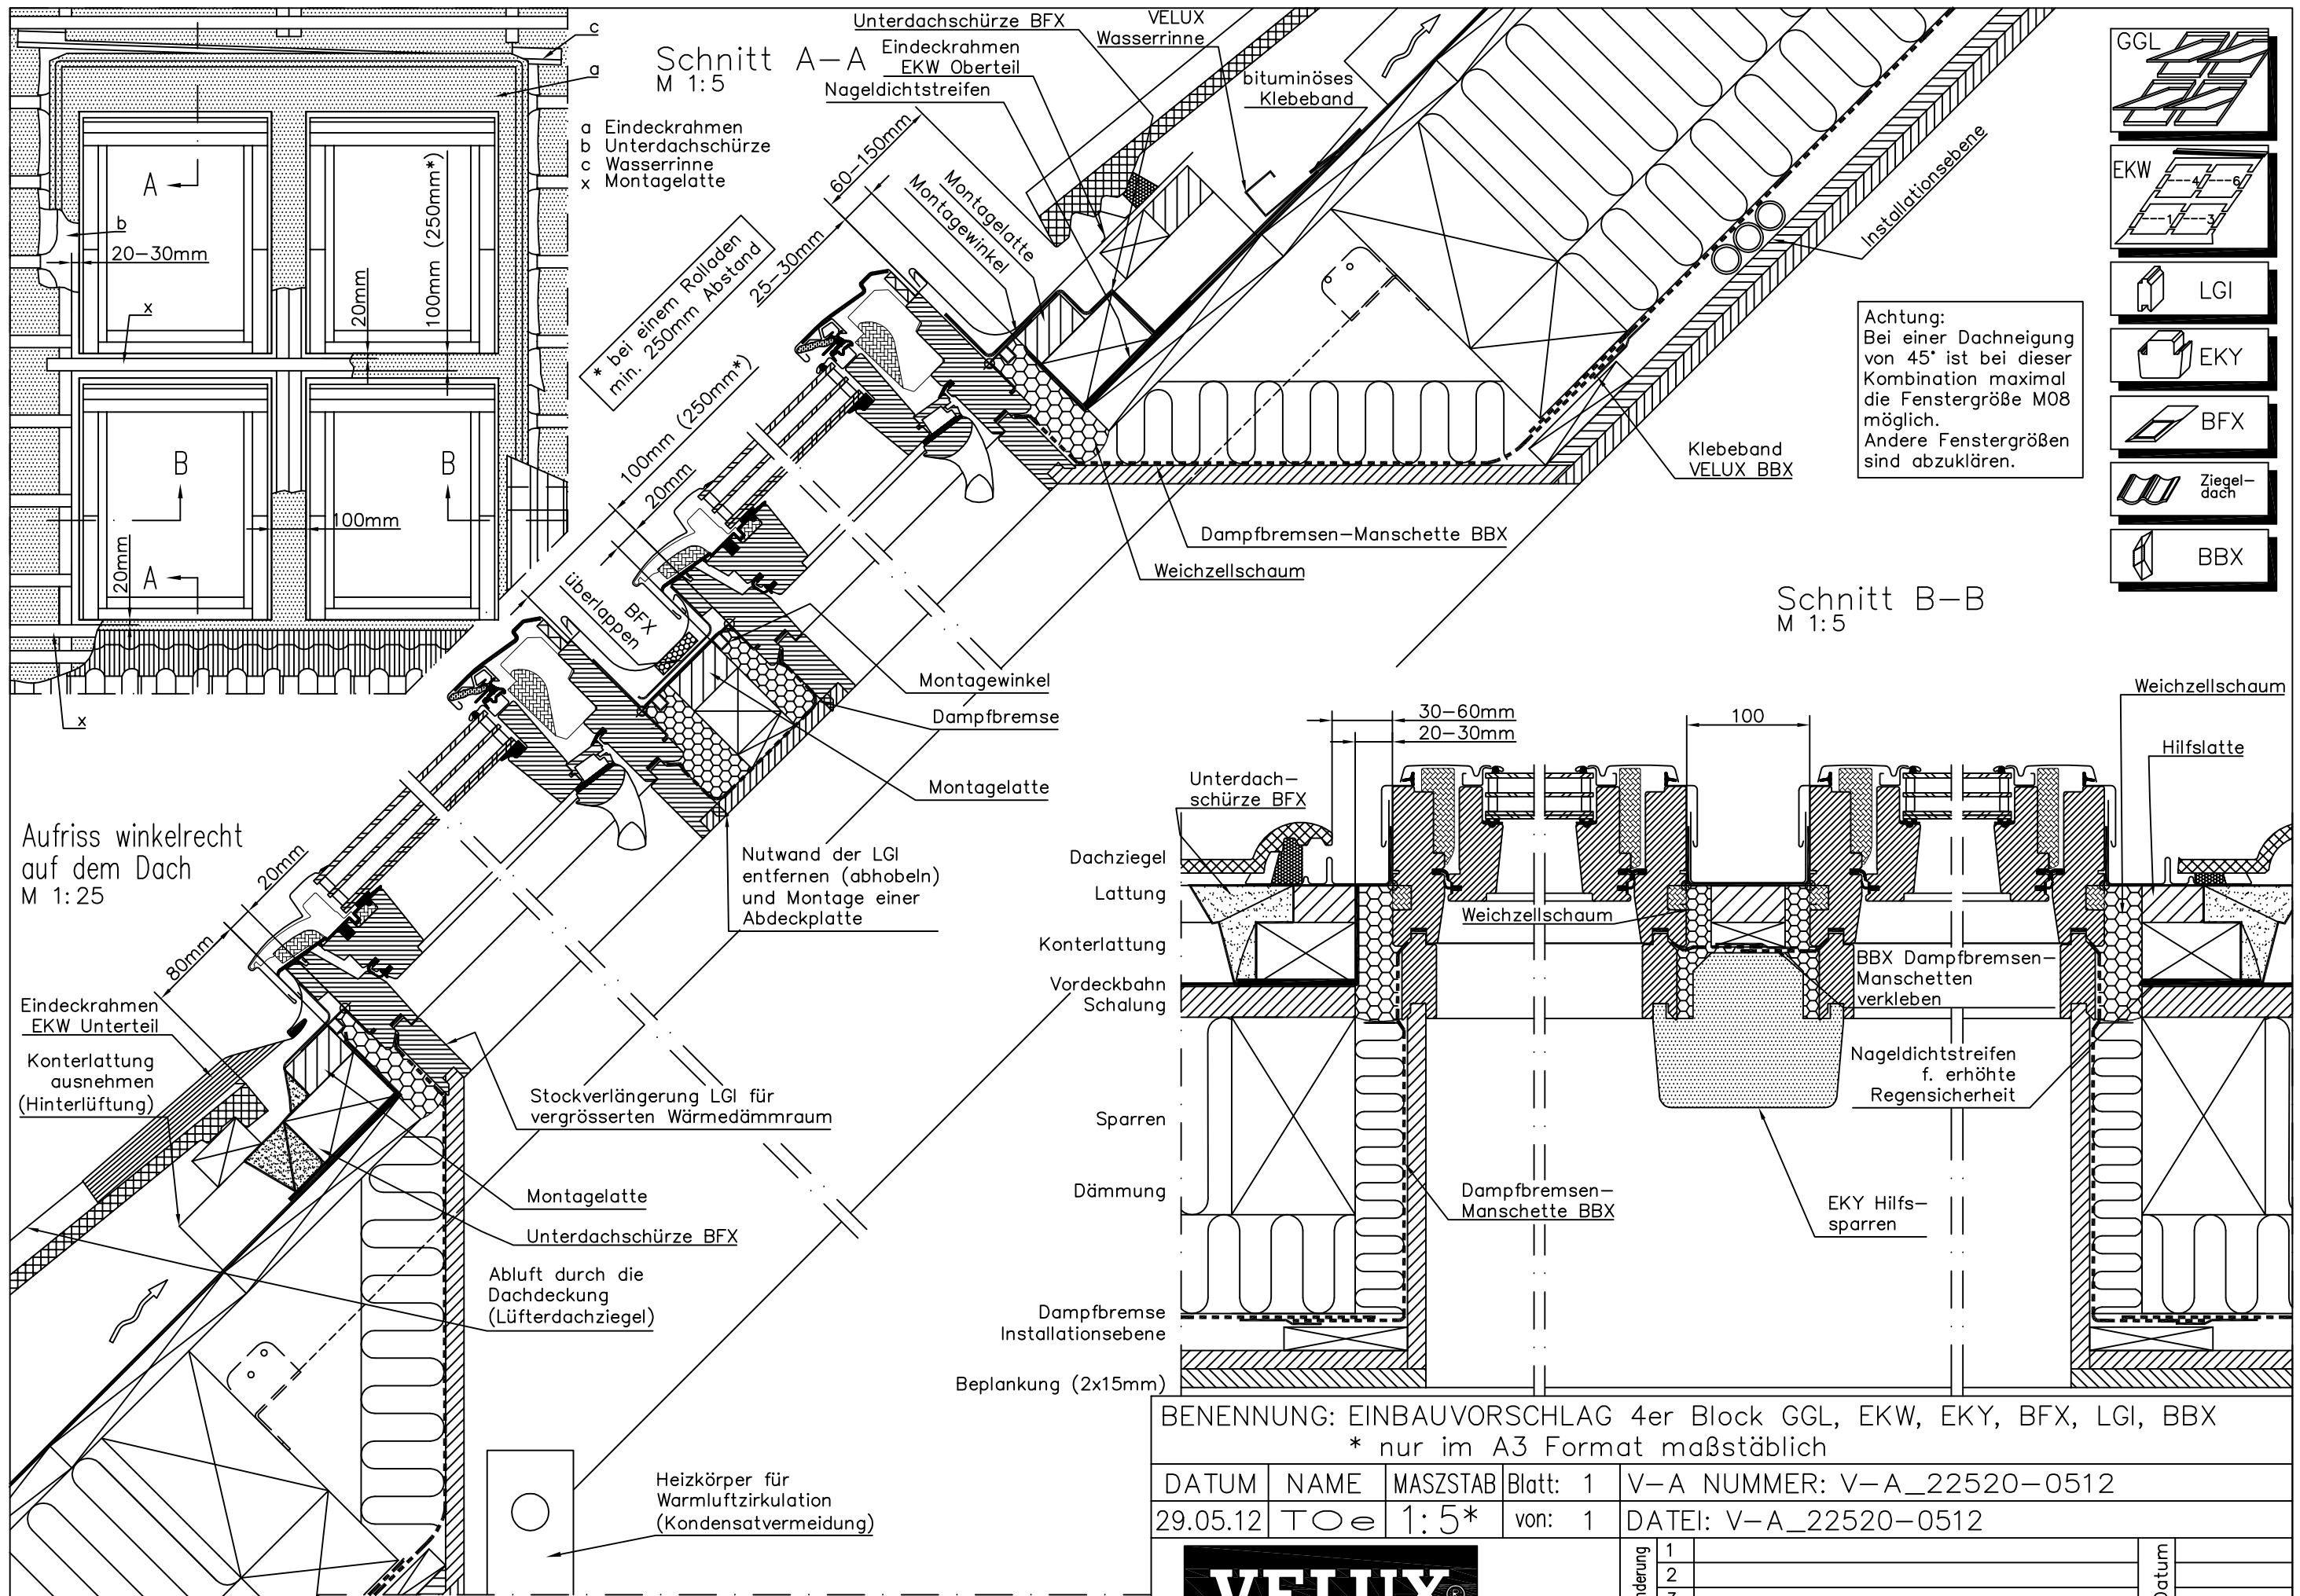 Schnitt A-A
M 1:5
a Eindeckrahmen
b Unterdachschürze
c Wasserrinne
x Montagelatte
c
a
A
b
20-30mm
x
20mm
100mm (250mm*)
B
B
100mm
20mm
A
x
Unterdachschürze BFX
Eindeckrahmen
EKW Oberteil
Nageldichtstreifen
VELUX
Wasserrinne
bituminöses
Klebeband
60-150mm
25-30mm
Montagelatte
Montagewinkel
* bei einem Rolladen
min. 250mm Abstand
100mm (250mm*)
20mm
BFX
überlappen
Installationsebene
Klebeband
VELUX BBX
Dampfbremsen-Manschette BBX
Weichzellschaum
Montagewinkel
Dampfbremse
Montagelatte
Nutwand der LGI
entfernen (abhobeln)
und Montage einer
Abdeckplatte
Aufriss winkelrecht
auf dem Dach
M 1:25
20mm
80mm
Eindeckrahmen
EKW Unterteil
Konterlattung
ausnehmen
(Hinterlüftung)
Stockverlängerung LGI für
vergrösserten Wärmedämmraum
Montagelatte
Unterdachschürze BFX
Abluft durch die
Dachdeckung
(Lüfterdachziegel)
Heizkörper für
Warmluftzirkulation
(Kondensatvermeidung)
Achtung:
Bei einer Dachneigung
von 45° ist bei dieser
Kombination maximal
die Fenstergröße M08
möglich.
Andere Fenstergrößen
sind abzuklären.
GGL
EKW
4
6
1
3
LGI
EKY
BFX
Ziegel-
dach
BBX
Schnitt B-B
M 1:5
30-60mm
20-30mm
100
Weichzellschaum
Hilfslatte
Unterdach-
schürze BFX
Dachziegel
Lattung
Konterlattung
Vordeckbahn
Schalung
Sparren
Dämmung
Dampfbremse
Installationsebene
Beplankung (2x15mm)
Weichzellschaum
BBX Dampfbremsen-
Manschetten
verkleben
Nageldichtstreifen
f. erhöhte
Regensicherheit
Dampfbremsen-
Manschette BBX
EKY Hilfs-
sparren
BENENNUNG: EINBAUVORSCHLAG 4er Block GGL, EKW, EKY, BFX, LGI, BBX
* nur im A3 Format maßstäblich
DATUM NAME MASZSTAB Blatt: 1 V-A NUMMER: V-A_22520-0512
29.05.12 TOe 1:5* von: 1 DATEI: V-A_22520-0512
VELUX ®
1
2
Datum